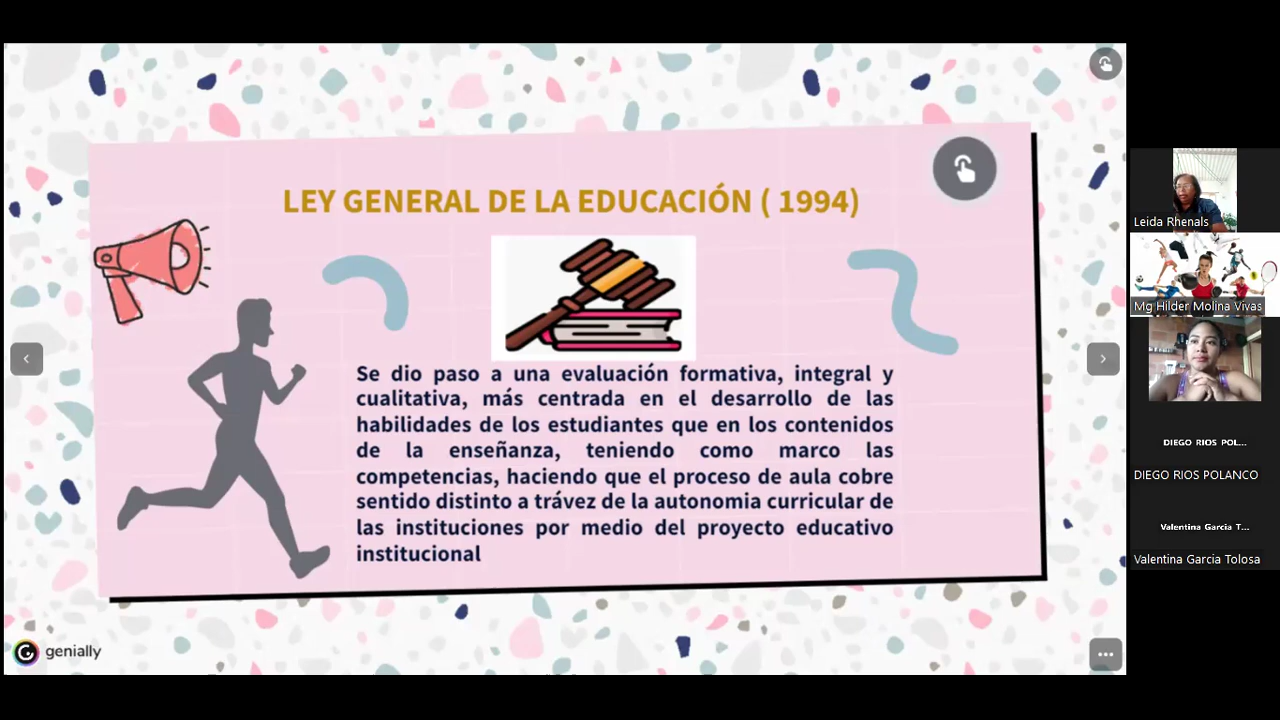 LEY GENERAL DE LA EDUCACIÓN ( 1994)
Se dio paso a una evaluación formativa, integral y
cualitativa, más centrada en el desarrollo de las
habilidades de los estudiantes que en los contenidos
de la enseñanza, teniendo como marco las
competencias, haciendo que el proceso de aula cobre
sentido distinto a trávez de la autonomia curricular de
las instituciones por medio del proyecto educativo
institucional
genially
Leida Rhenals
Mg Hilder Molina Vivas
DIEGO RIOS POL...
DIEGO RIOS POLANCO
Valentina Garcia T...
Valentina Garcia Tolosa